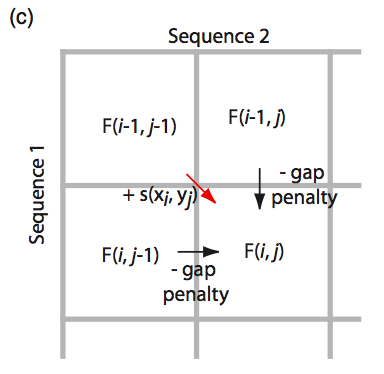 (c)
Sequence 2
Sequence 1
F(i-1, j-1)
F(i-1, j)
+ s(xi, yj)
- gap
penalty
F(i, j-1)
F(i, j)
- gap
penalty